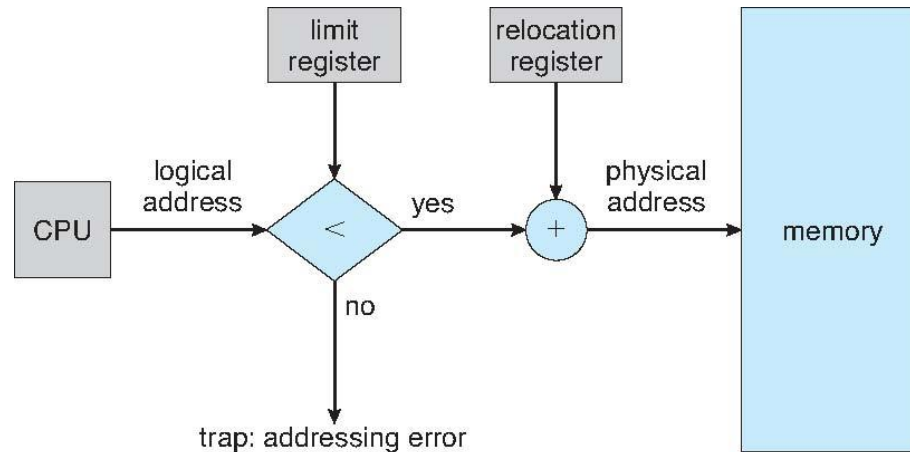 limit
register
relocation
register
logical
address
physical
address
CPU
<
yes
+
memory
no
trap: addressing error